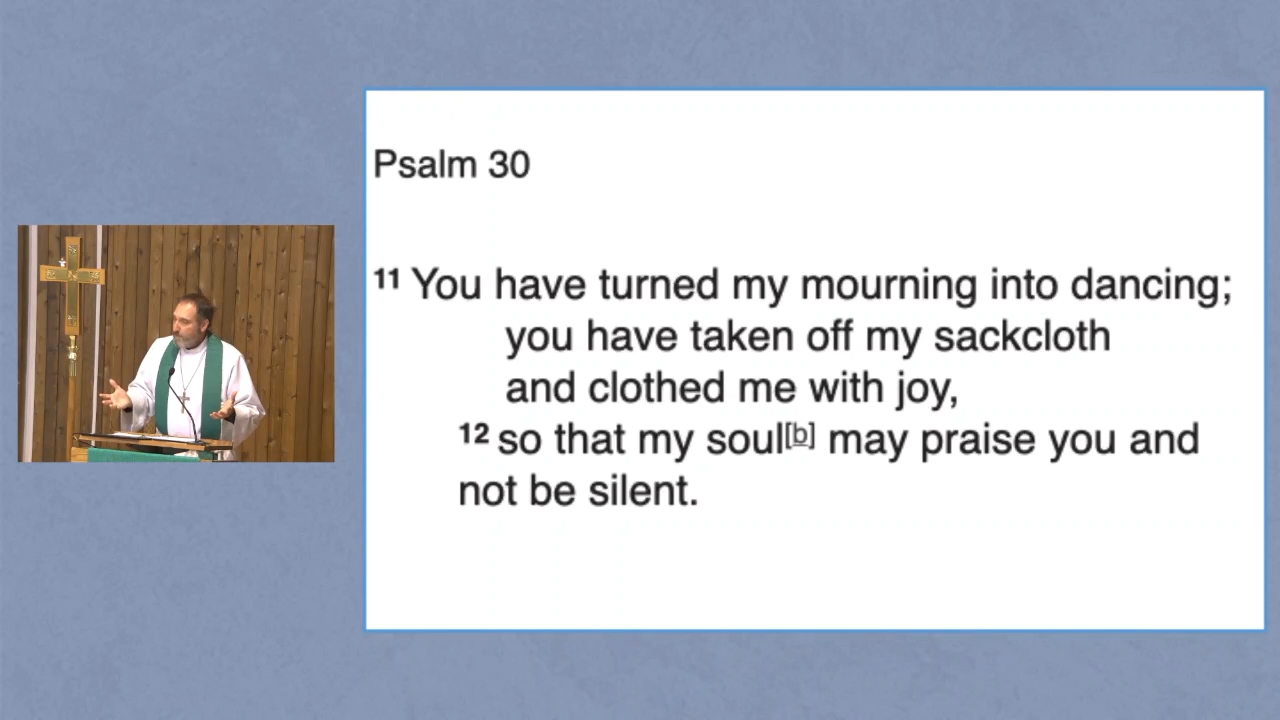 Psalm 30
11 You have turned my mourning into dancing;
you have taken off my sackcloth
and clothed me with joy,
12 so that my soul[b] may praise you and
not be silent.